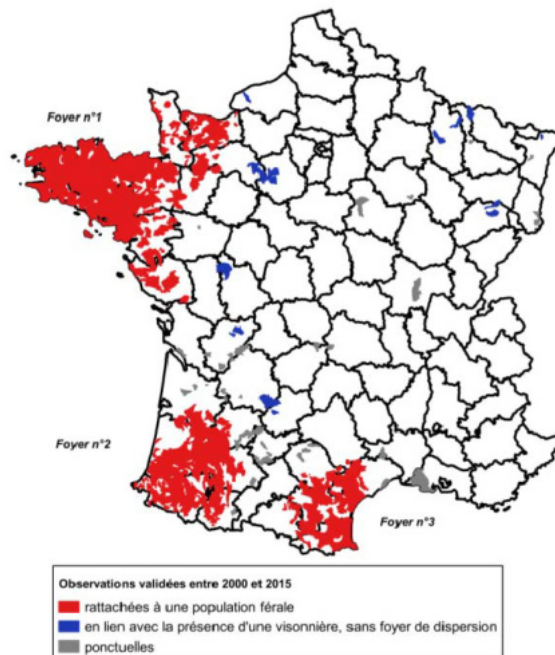 Foyer n°1
Foyer n°2
Foyer n°3
Observations validées entre 2000 et 2015
rattachées à une population férale
en lien avec la présence d'une visonnière, sans foyer de dispersion
ponctuelles